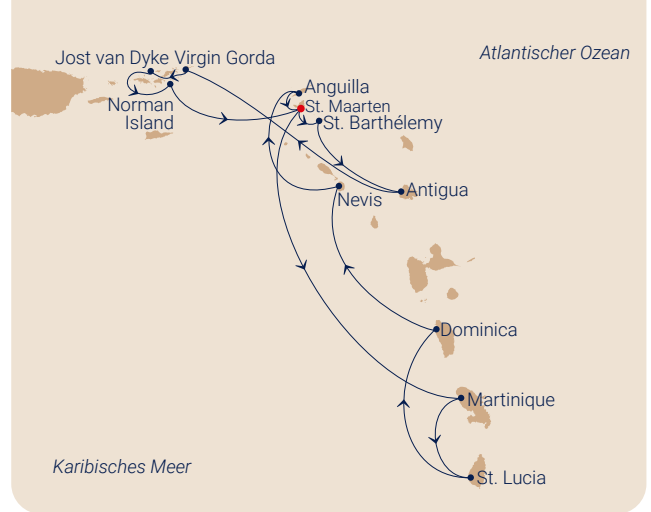 Atlantischer Ozean
Jost van Dyke Virgin Gorda
Anguilla
Norman
Island
St. Maarten
St. Barthélemy
Antigua
Nevis
Dominica
Martinique
Karibisches Meer
St. Lucia